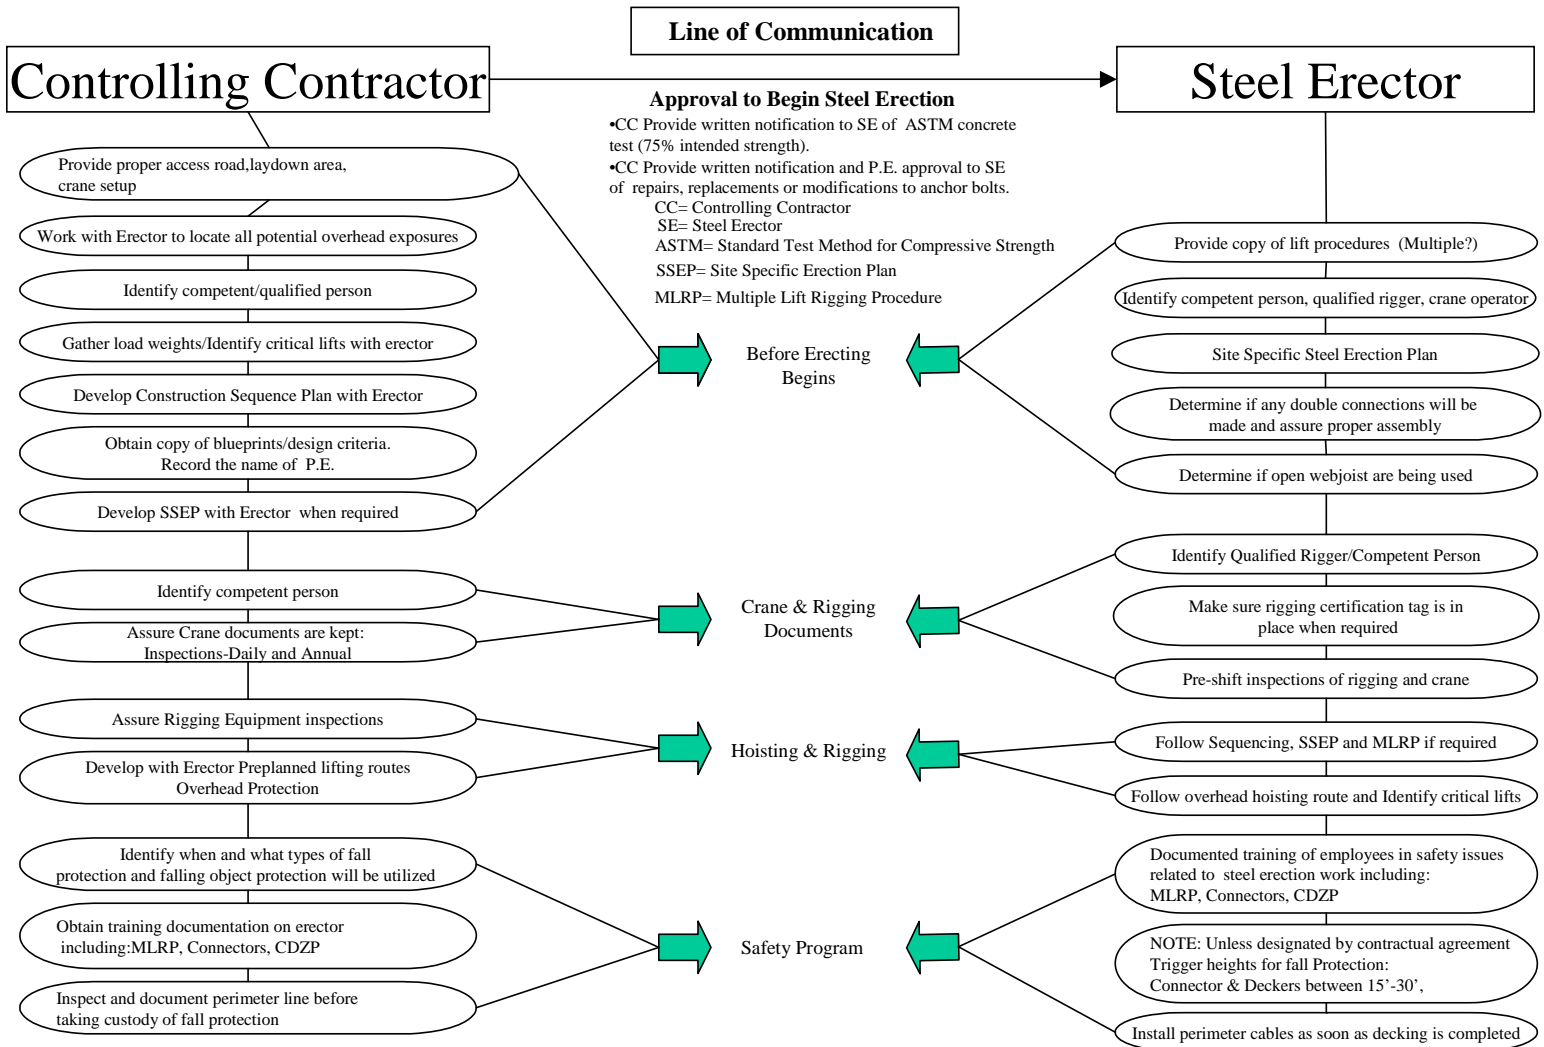 Line of Communication
Controlling Contractor
Steel Erector
Approval to Begin Steel Erection
•CC Provide written notification to SE of ASTM concrete
test (75% intended strength).
•CC Provide written notification and P.E. approval to SE
of repairs, replacements or modifications to anchor bolts.
CC= Controlling Contractor
SE= Steel Erector
ASTM= Standard Test Method for Compressive Strength
SSEP= Site Specific Erection Plan
MLRP= Multiple Lift Rigging Procedure
Provide proper access road,laydown area,
crane setup
Work with Erector to locate all potential overhead exposures
Identify competent/qualified person
Gather load weights/Identify critical lifts with erector
Develop Construction Sequence Plan with Erector
Obtain copy of blueprints/design criteria.
Record the name of P.E.
Develop SSEP with Erector when required
Before Erecting
Begins
Provide copy of lift procedures (Multiple?)
Identify competent person, qualified rigger, crane operator
Site Specific Steel Erection Plan
Determine if any double connections will be
made and assure proper assembly
Determine if open webjoist are being used
Identify competent person
Assure Crane documents are kept:
Inspections-Daily and Annual
Crane & Rigging
Documents
Identify Qualified Rigger/Competent Person
Make sure rigging certification tag is in
place when required
Pre-shift inspections of rigging and crane
Assure Rigging Equipment inspections
Develop with Erector Preplanned lifting routes
Overhead Protection
Hoisting & Rigging
Follow Sequencing, SSEP and MLRP if required
Follow overhead hoisting route and Identify critical lifts
Identify when and what types of fall
protection and falling object protection will be utilized
Obtain training documentation on erector
including:MLRP, Connectors, CDZP
Inspect and document perimeter line before
taking custody of fall protection
Safety Program
Documented training of employees in safety issues
related to steel erection work including:
MLRP, Connectors, CDZP
NOTE: Unless designated by contractual agreement
Trigger heights for fall Protection:
Connector & Deckers between 15’-30’,
Install perimeter cables as soon as decking is completed